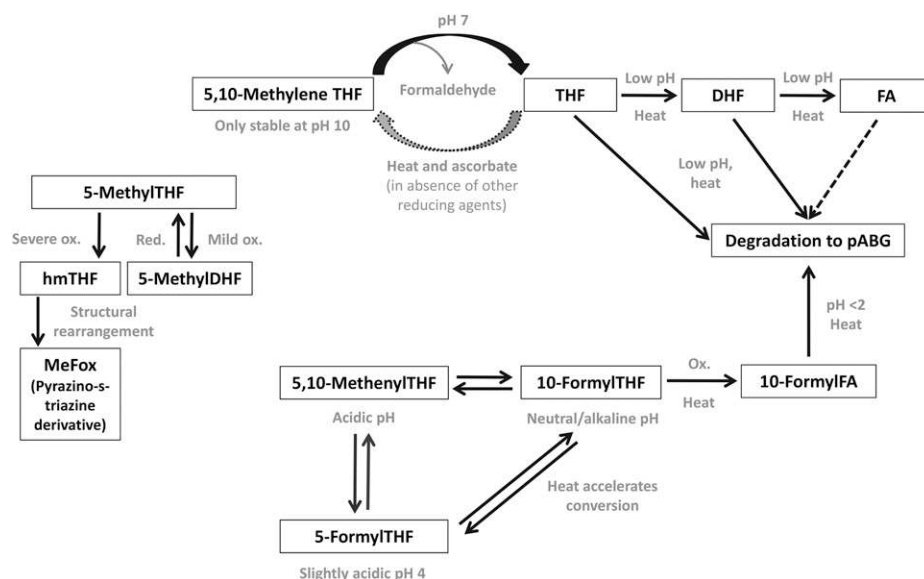 pH 7
5,10-Methylene THF
Formaldehyde
THF
Low pH
Heat
DHF
Low pH
Heat
FA
Only stable at pH 10
Heat and ascorbate
(in absence of other
reducing agents)
Low pH,
heat
5-MethylTHF
Severe ox.
Red.
Mild ox.
Degradation to pABG
hmTHF
5-MethylDHF
Structural
rearrangement
pH <2
Heat
MeFox
(Pyrazino-s-
triazine
derivative)
5,10-MethenylTHF
10-FormylTHF
Ox.
Heat
10-FormylFA
Acidic pH
Neutral/alkaline pH
Heat accelerates
conversion
5-FormylTHF
Slightly acidic pH 4